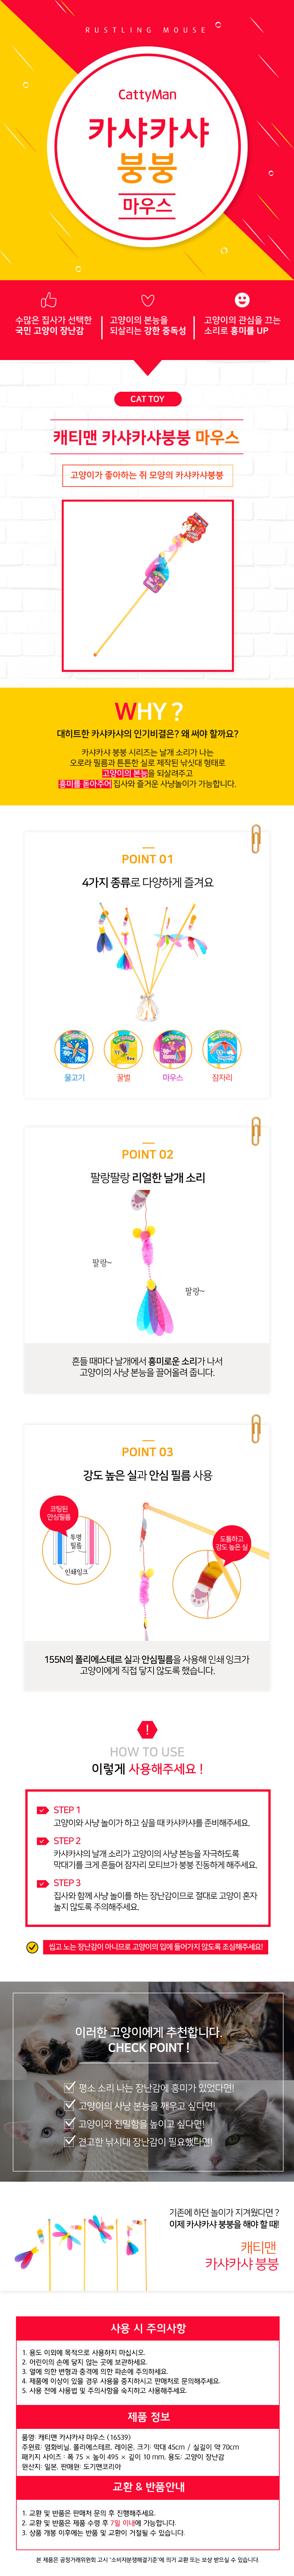 RUSTLING MOUSE
CattyMan
카샤카샤
붕붕
마우스
수많은 집사가 선택한
국민 고양이 장난감
고양이의 본능을
되살리는 강한 중독성
고양이의 관심을 끄는
소리로 흥미를 UP
CAT TOY
캐티맨 카샤카샤붕붕 마우스
고양이가 좋아하는 쥐 모양의 카샤카샤붕붕
WHY ?
대히트한 카샤카샤의 인기비결은? 왜 써야 할까요?
카샤카샤 붕붕 시리즈는 날개 소리가 나는
오로라 필름과 튼튼한 실로 제작된 낚싯대 형태로
고양이의 본능을 되살려주고
흥미를 돋아주어 집사와 즐거운 사냥놀이가 가능합니다.
POINT 01
4가지 종류로 다양하게 즐겨요
물고기
꿀벌
마우스
잠자리
POINT 02
팔랑팔랑 리얼한 날개 소리
팔랑~
팔랑~
흔들 때마다 날개에서 흥미로운 소리가 나서
고양이의 사냥 본능을 끌어올려 줍니다.
POINT 03
강도 높은 실과 안심 필름 사용
코팅된
안심필름
투명
필름
인쇄잉크
도톰하고
강도 높은 실
155N의 폴리에스테르 실과 안심필름을 사용해 인쇄 잉크가
고양이에게 직접 닿지 않도록 했습니다.
!
HOW TO USE
이렇게 사용해주세요 !
STEP 1
고양이와 사냥 놀이가 하고 싶을 때 카샤카샤를 준비해주세요.
STEP 2
카샤카샤의 날개 소리가 고양이의 사냥 본능을 자극하도록
막대기를 크게 흔들어 잠자리 모티브가 붕붕 진동하게 해주세요.
STEP 3
집사와 함께 사냥 놀이를 하는 장난감이므로 절대로 고양이 혼자
놀지 않도록 주의해주세요.
씹고 노는 장난감이 아니므로 고양이의 입에 들어가지 않도록 조심해주세요!
이러한 고양이에게 추천합니다.
CHECK POINT !
평소 소리 나는 장난감에 흥미가 있었다면!
고양이의 사냥 본능을 깨우고 싶다면!
고양이와 친밀함을 높이고 싶다면!
견고한 낚시대 장난감이 필요했다면!
기존에 하던 놀이가 지겨웠다면 ?
이제 카샤카샤 붕붕을 해야 할 때!
캐티맨
카샤카샤 붕붕
사용 시 주의사항
1. 용도 이외에 목적으로 사용하지 마십시오.
2. 어린이의 손에 닿지 않는 곳에 보관하세요.
3. 열에 의한 변형과 충격에 의한 파손에 주의하세요.
4. 제품에 이상이 있을 경우 사용을 중지하시고 판매처로 문의해주세요.
5. 사용 전에 사용법 및 주의사항을 숙지하고 사용해주세요.
제품 정보
품명: 캐티맨 카샤카샤 마우스 (16539)
주원료: 염화비닐, 폴리에스테르, 레이온, 크기: 막대 45cm / 실길이 약 70cm
패키지 사이즈 : 폭 75 × 높이 495 × 깊이 10 mm, 용도: 고양이 장난감
원산지: 일본, 판매원: 도기맨코리아
교환 & 반품안내
1. 교환 및 반품은 판매처 문의 후 진행해주세요.
2. 교환 및 반품은 제품 수령 후 7일 이내에 가능합니다.
3. 상품 개봉 이후에는 반품 및 교환이 거절될 수 있습니다.
본 제품은 공정거래위원회 고시 '소비자분쟁해결기준'에 의거 교환 또는 보상 받으실 수 있습니다.